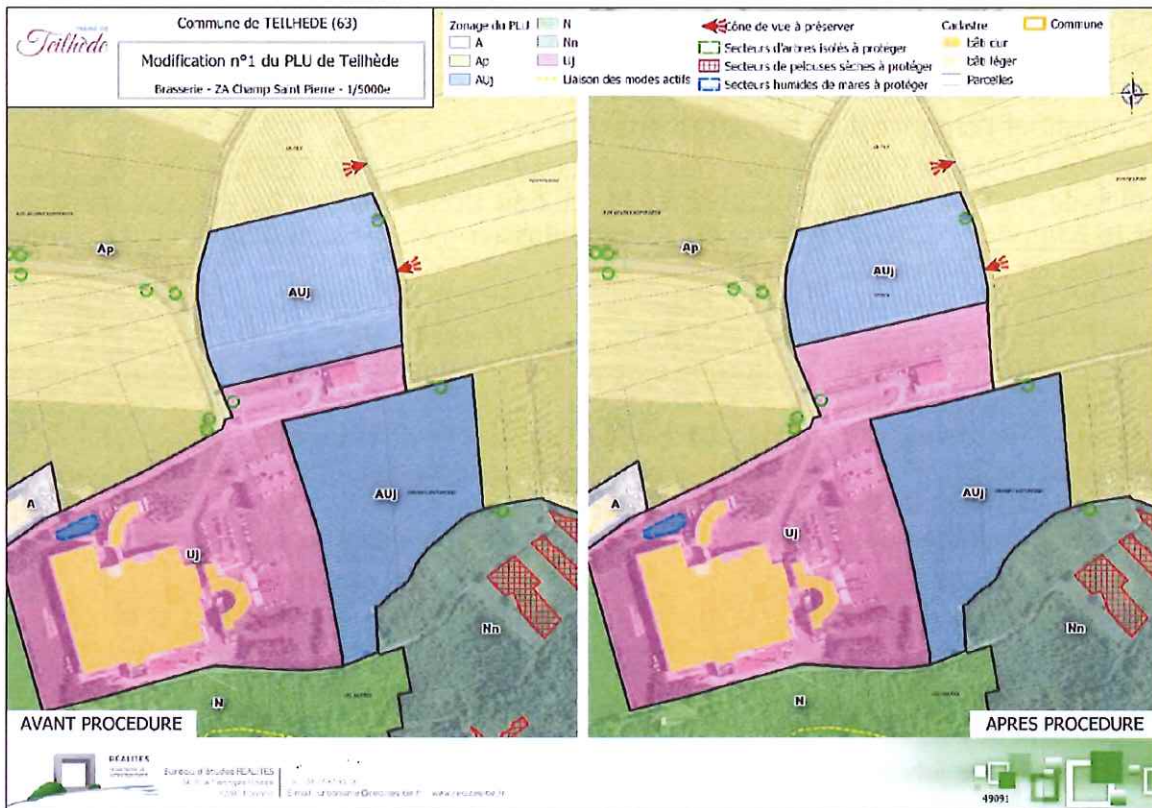 Teilhède
Commune de TEILHEDE (63)
Modification n°1 du PLU de Teilhède
Brasserie - ZA Champ Saint Pierre - 1/5000e
Zonage du PLU
A
Ap
AUj
N
Nn
Uj
Liaison des modes actifs
Cône de vue à préserver
Secteurs d'arbres isolés à protéger
Secteurs de pelouses sèches à protéger
Secteurs humides de mares à protéger
Cadastre
bâti dur
bâti léger
Parcelles
Commune
Ap
AUj
AUj
A
Uj
Nn
N
AVANT PROCEDURE
Ap
AUj
AUj
A
Uj
Nn
N
APRES PROCEDURE
REALITES
Bureau d'études REALITES
49091